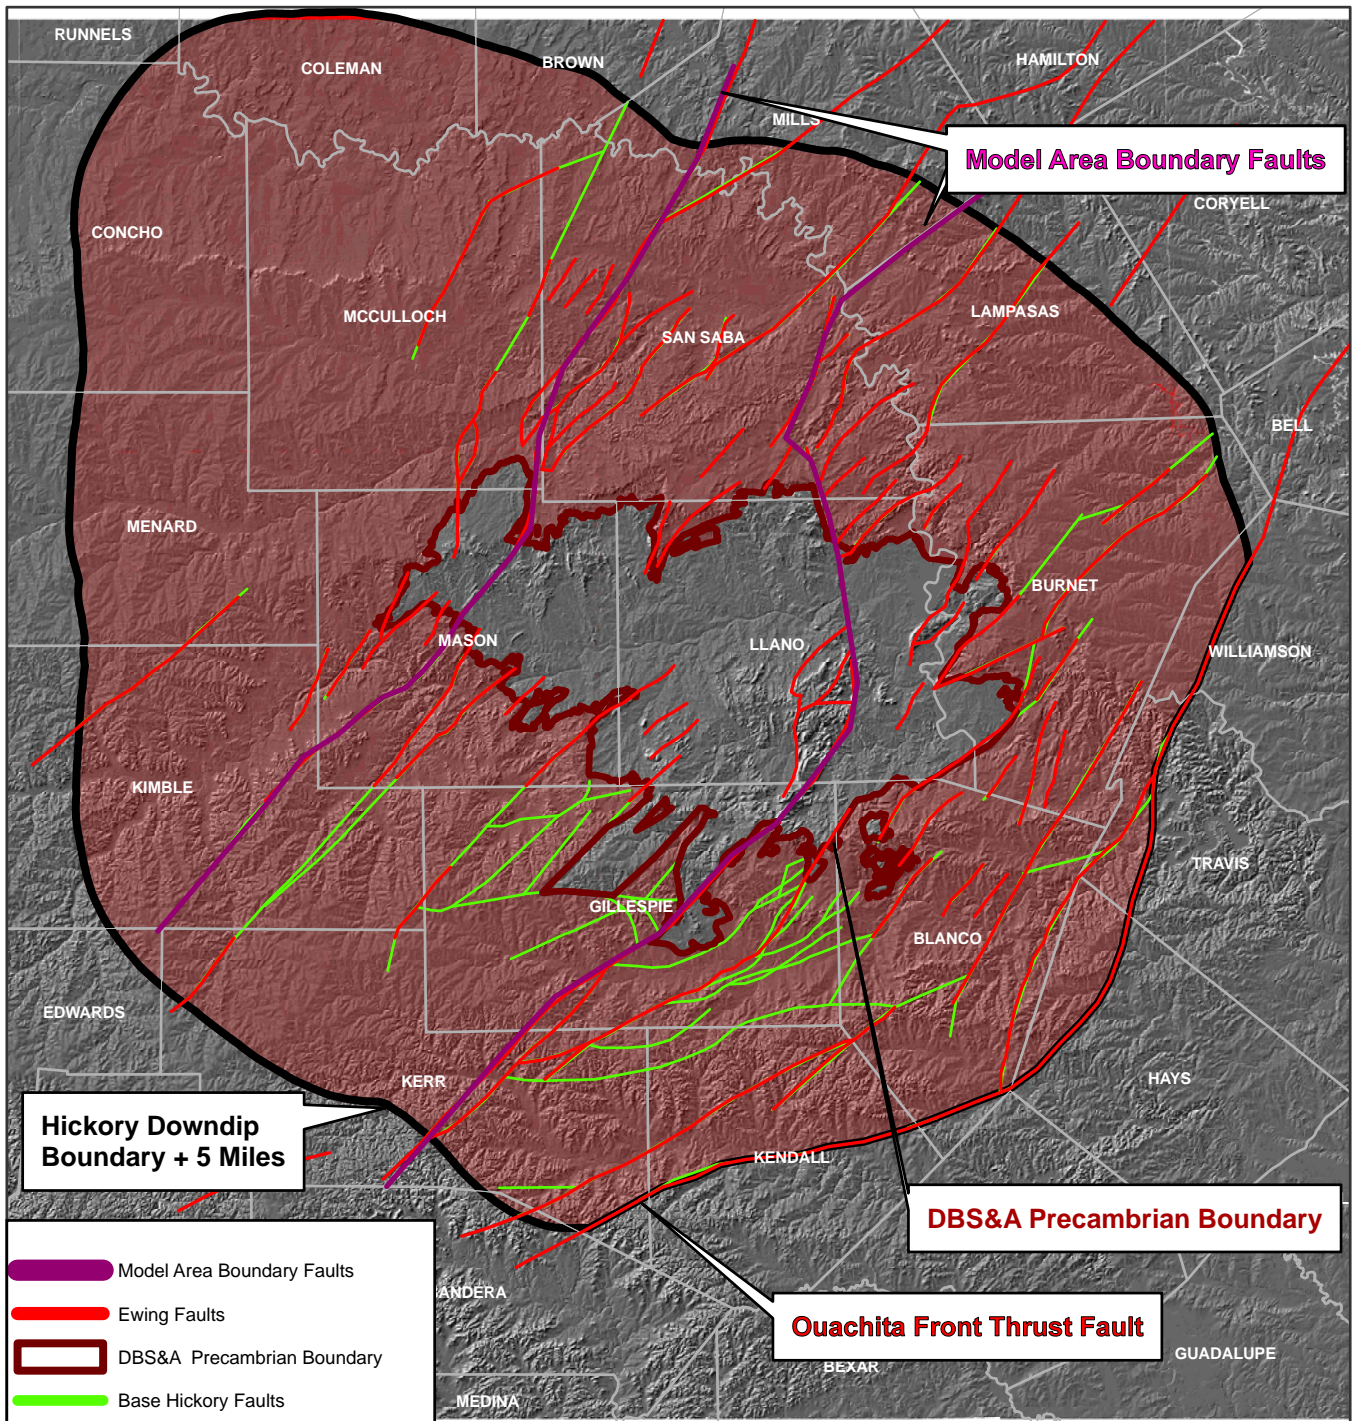 RUNNELS
COLEMAN
BROWN
HAMILTON
MILLS
Model Area Boundary Faults
CORYELL
CONCHO
MCCULLOCH
SAN SABA
LAMPASAS
BELL
MENARD
BURNET
MASON
LLANO
WILLIAMSON
KIMBLE
TRAVIS
GILLESPIE
BLANCO
EDWARDS
KERR
HAYS
Hickory Downdip
Boundary + 5 Miles
KENDALL
DBS&A Precambrian Boundary
Model Area Boundary Faults
ANDERA
Ewing Faults
Ouachita Front Thrust Fault
DBS&A Precambrian Boundary
BEXAR
GUADALUPE
Base Hickory Faults
MEDINA